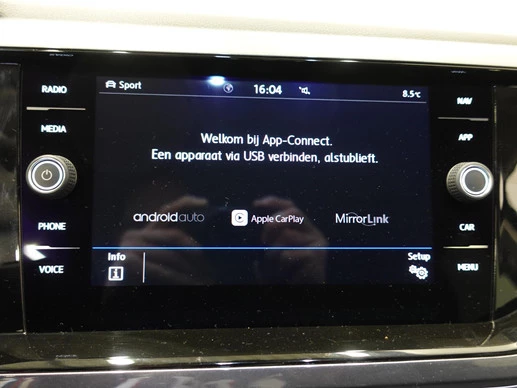 RADIO
MEDIA
PHONE
VOICE
Sport 16:04 8.5°C
Welkom bij App-Connect.
Een apparaat via USB verbinden, alstublieft.
androidauto Apple CarPlay MirrorLink
Info Setup
NAV
APP
CAR
MENU